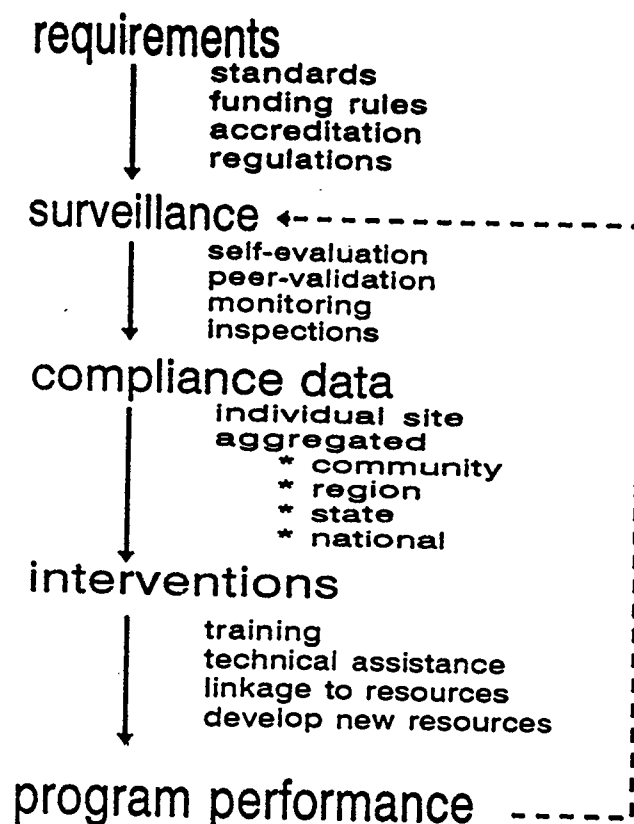 requirements
standards
funding rules
accreditation
regulations
surveillance
self-evaluation
peer-validation
monitoring
inspections
compliance data
individual site
aggregated
* community
* region
* state
* national
interventions
training
technical assistance
linkage to resources
develop new resources
program performance